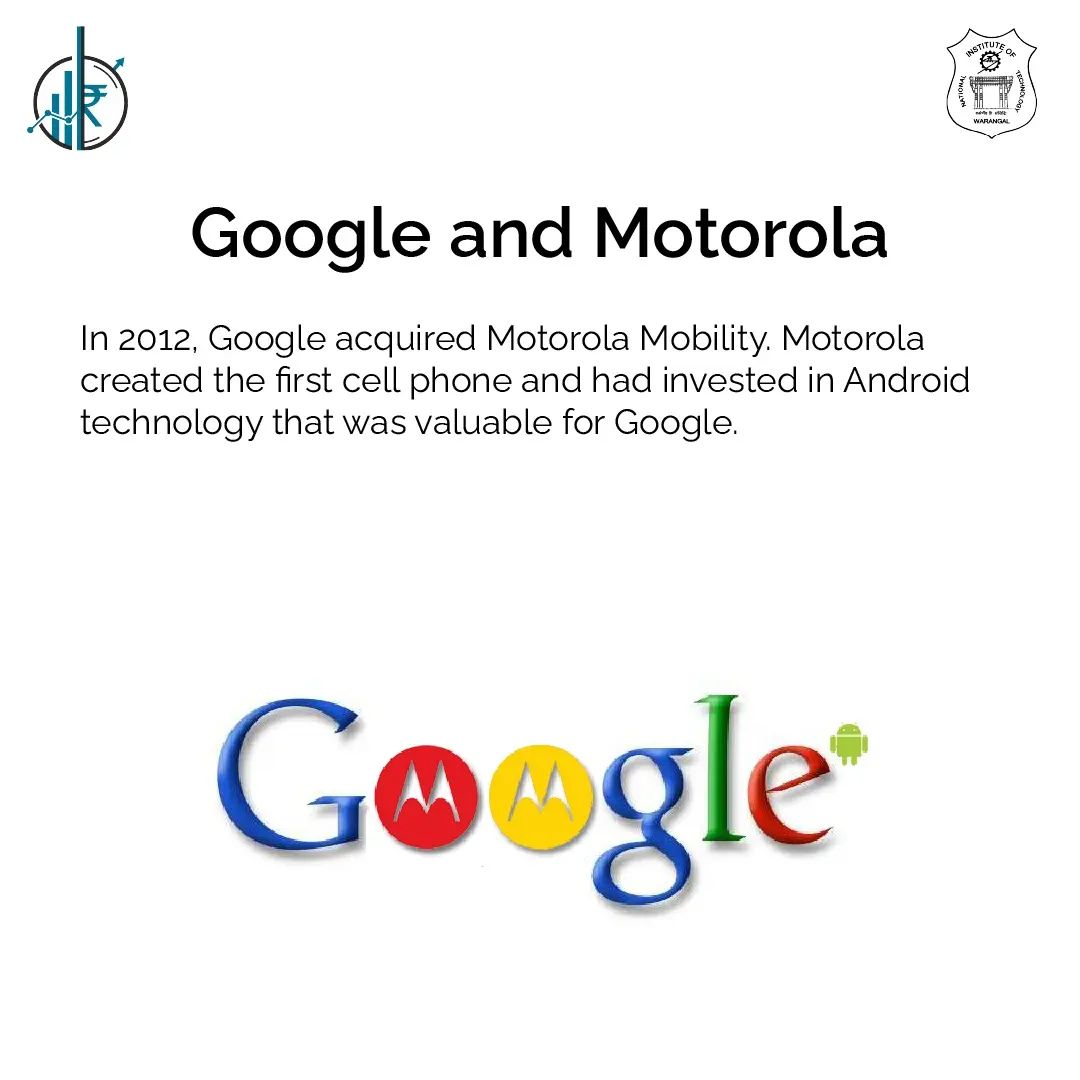 NATIONAL INSTITUTE OF TECHNOLOGY
WARANGAL
Google and Motorola
In 2012, Google acquired Motorola Mobility. Motorola
created the first cell phone and had invested in Android
technology that was valuable for Google.
Google